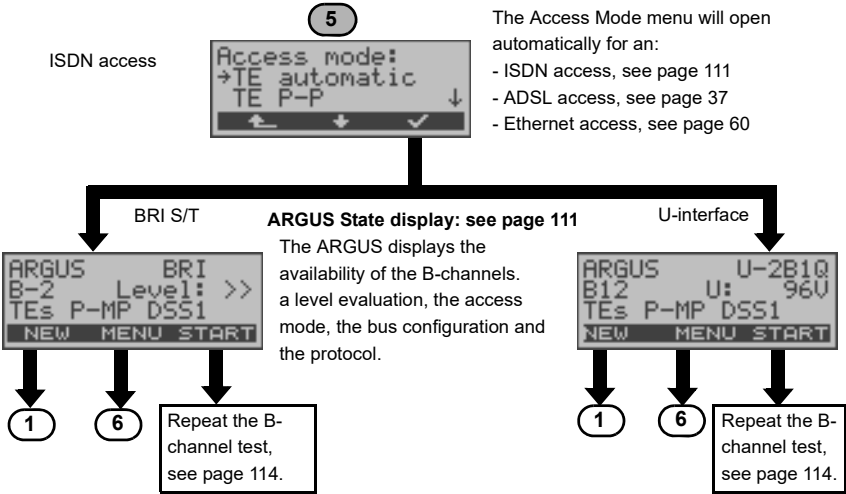 5
ISDN access
Access mode:
→TE automatic
TE P-P ↓
The Access Mode menu will open
automatically for an:
- ISDN access, see page 111
- ADSL access, see page 37
- Ethernet access, see page 60
BRI S/T
ARGUS State display: see page 111
U-interface
The ARGUS displays the
availability of the B-channels.
a level evaluation, the access
mode, the bus configuration and
the protocol.
ARGUS BRI
B-2 Level: >>
TEs P-MP DSS1
NEW MENU START
ARGUS U-2B1Q
B12 U: 96V
TEs P-MP DSS1
NEW MENU START
1
6
Repeat the B-
channel test,
see page 114.
1
6
Repeat the B-
channel test,
see page 114.